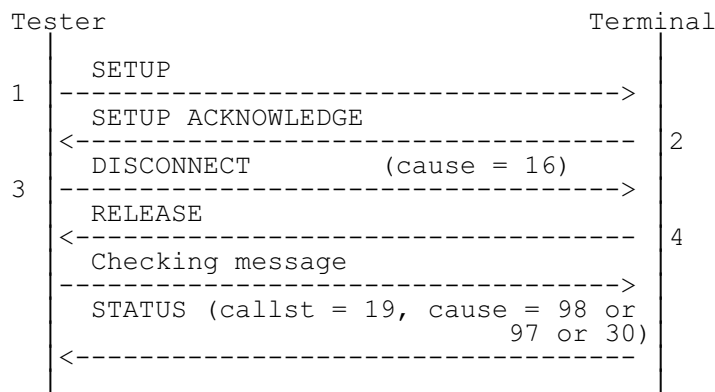 Tester Terminal
SETUP
1 ----------------------------------->
SETUP ACKNOWLEDGE
<----------------------------------- 2
DISCONNECT (cause = 16)
3 ----------------------------------->
RELEASE
<----------------------------------- 4
Checking message
----------------------------------->
STATUS (callst = 19, cause = 98 or
97 or 30)
<-----------------------------------